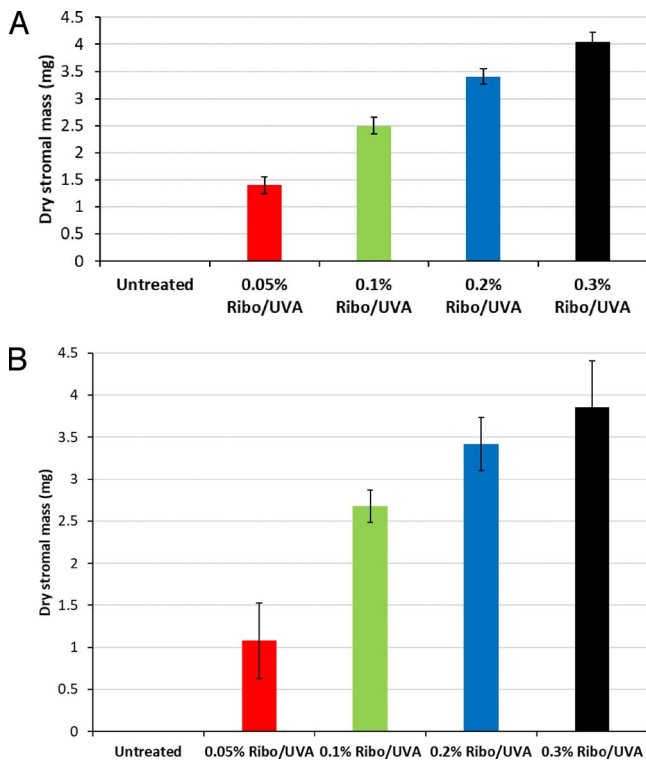 A
Dry stromal mass (mg)
4.5
4
3.5
3
2.5
2
1.5
1
0.5
0
Untreated
0.05%
Ribo/UVA
0.1%
Ribo/UVA
0.2%
Ribo/UVA
0.3%
Ribo/UVA
B
Dry stromal mass (mg)
4.5
4
3.5
3
2.5
2
1.5
1
0.5
0
Untreated
0.05% Ribo/UVA
0.1% Ribo/UVA
0.2% Ribo/UVA
0.3% Ribo/UVA